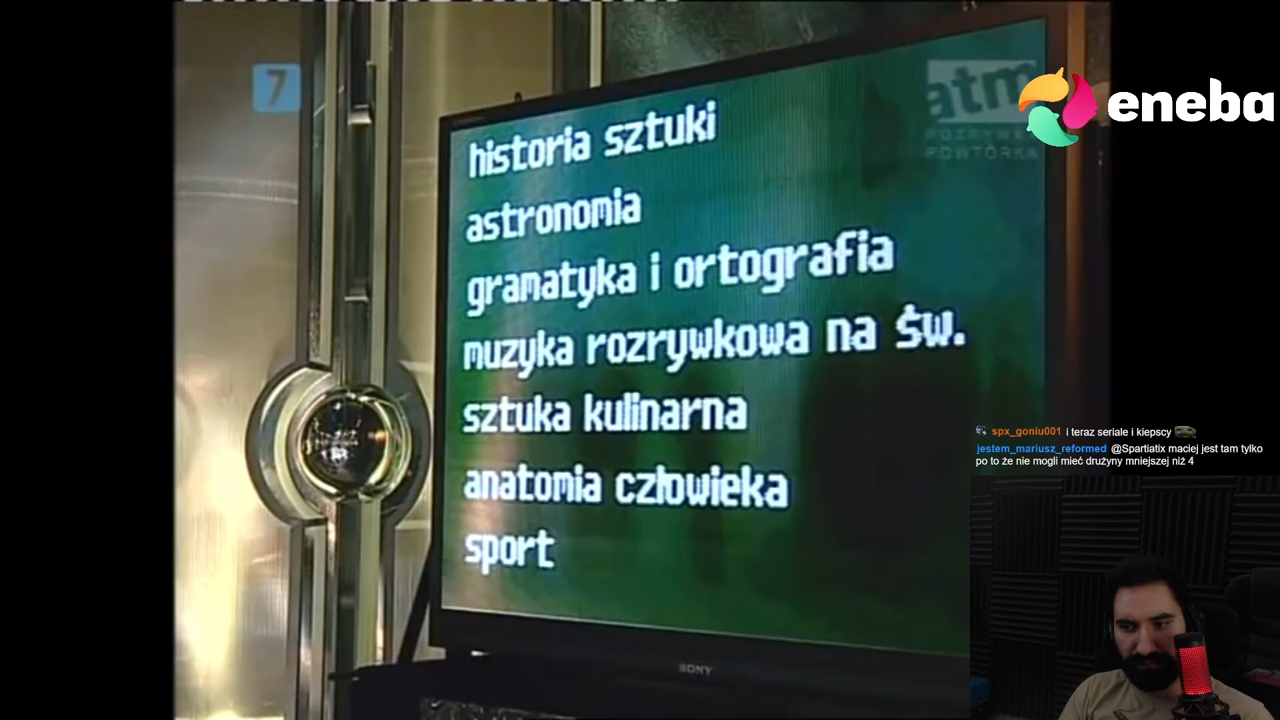 7
atm
ROZRYWKA
POWTÓRKA
eneba
historia sztuki
astronomia
gramatyka i ortografia
muzyka rozrywkowa na św.
sztuka kulinarna
anatomia człowieka
sport
SONY
spx_goniu001 i teraz seriale i kiepscy
jestem_mariusz_reformed @Spartiatix maciej jest tam tylko
po to że nie mogli mieć drużyny mniejszej niż 4